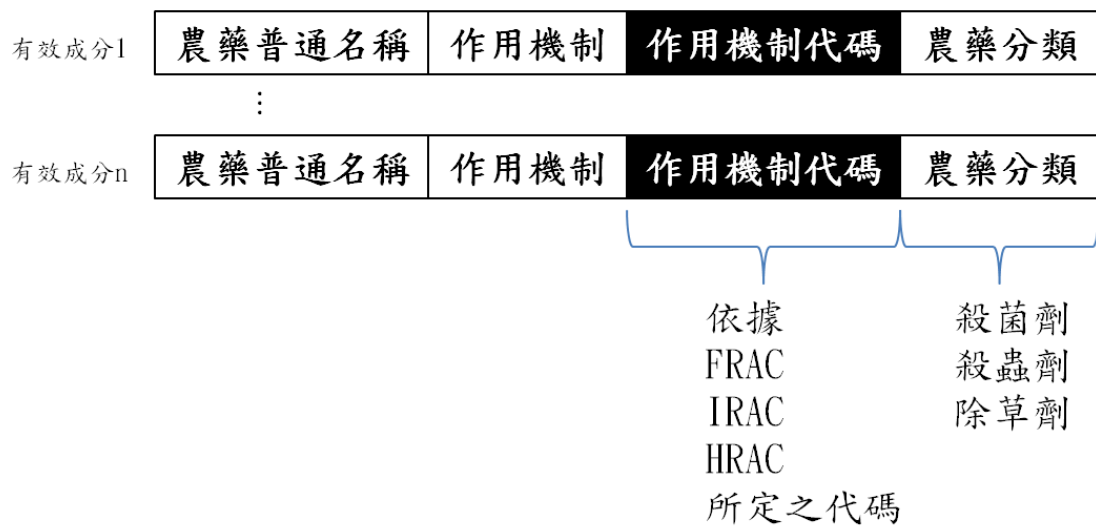 有效成分1 農藥普通名稱 作用機制 作用機制代碼 農藥分類
⋮
有效成分n 農藥普通名稱 作用機制 作用機制代碼 農藥分類
依據 殺菌劑
FRAC 殺蟲劑
IRAC 除草劑
HRAC
所定之代碼